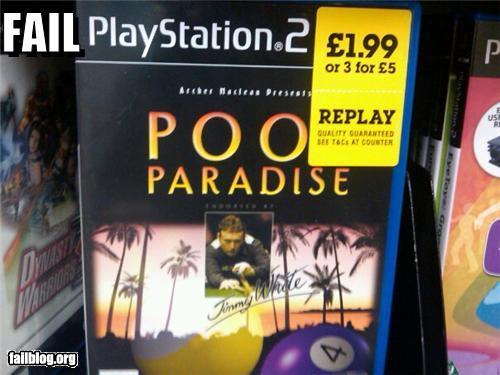 FAIL
PlayStation®2
£1.99
or 3 for £5
REPLAY
QUALITY GUARANTEED
SEE T&Cs AT COUNTER
Archer Maclean Presents
POO
PARADISE
ENDORSED BY
Jimmy White
4
DYNASTY
WARRIORS
failblog.org